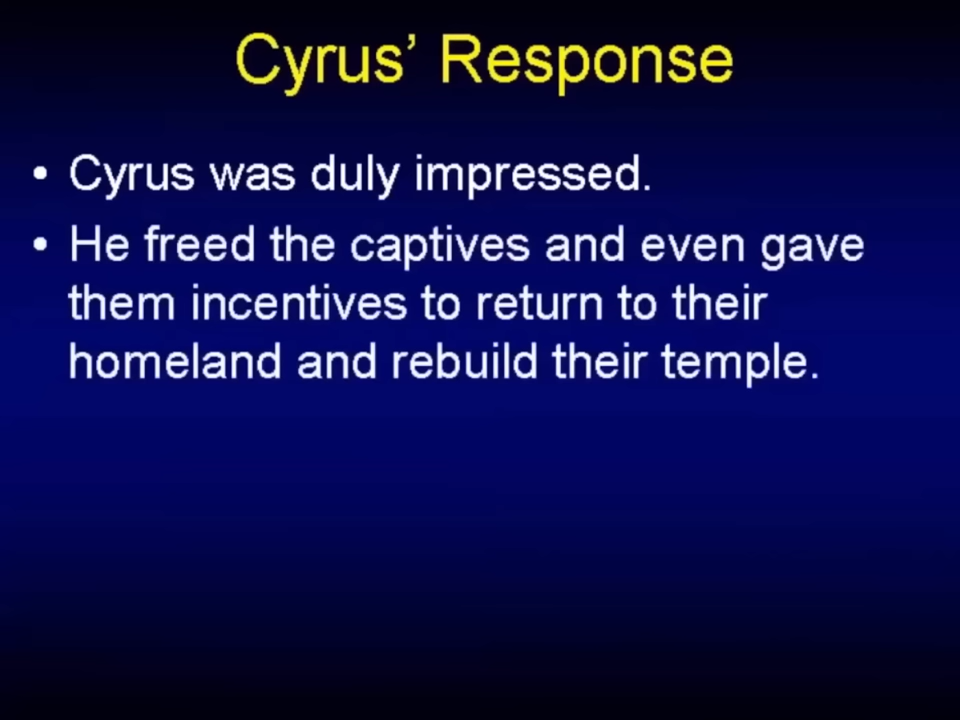 Cyrus’ Response
• Cyrus was duly impressed.
• He freed the captives and even gave
them incentives to return to their
homeland and rebuild their temple.